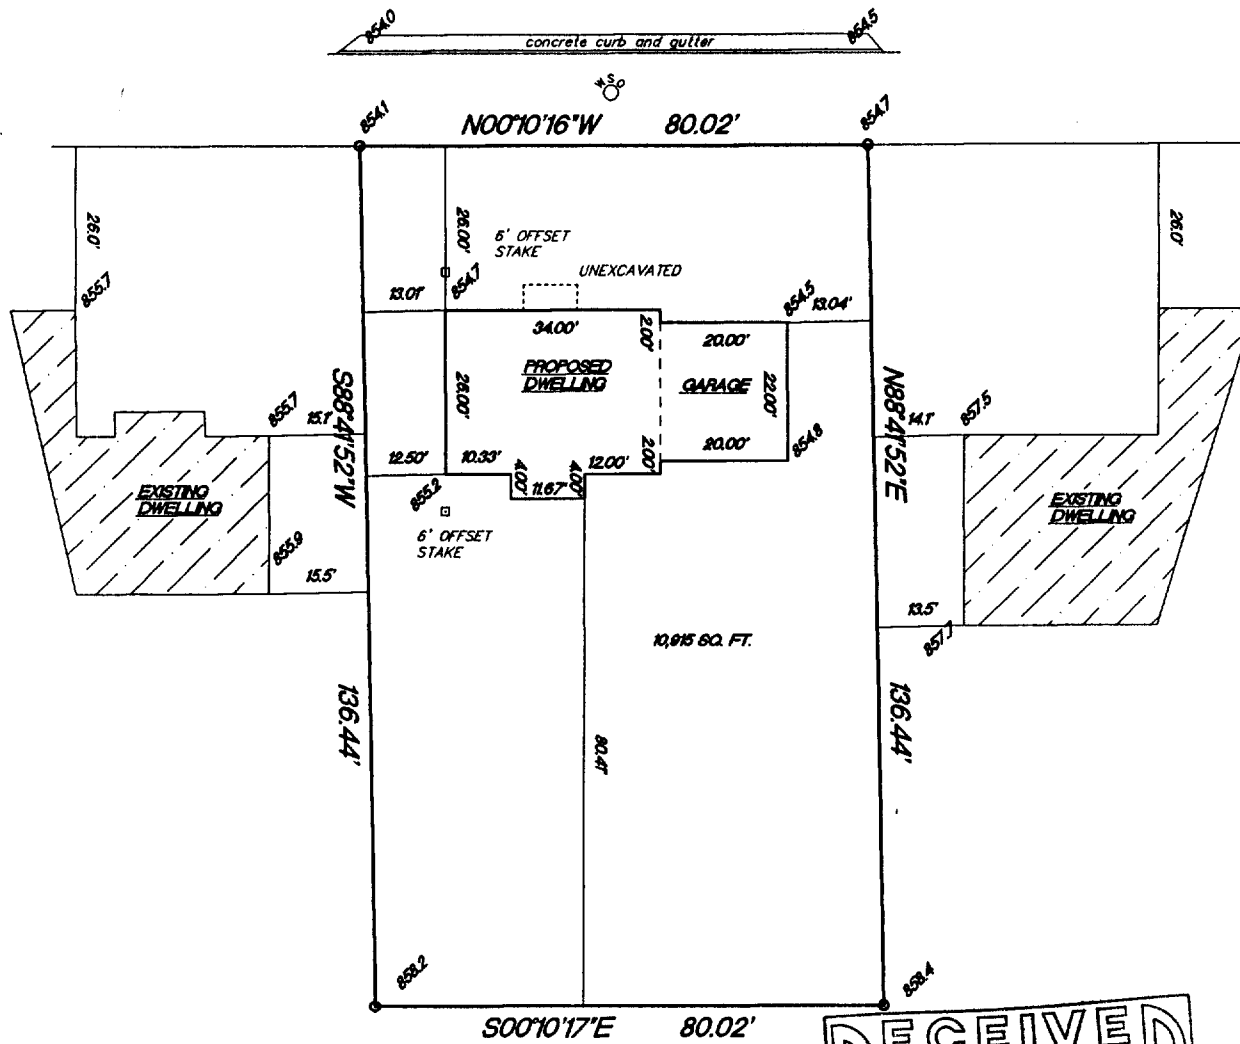 854.0
854.5
concrete curb and gutter
WSO
854.1
N00°10'16"W 80.02'
854.7
26.0'
26.00'
6' OFFSET
STAKE
UNEXCAVATED
26.0'
855.7
13.01'
854.7
854.5
13.04'
34.00'
2.00'
20.00'
PROPOSED
DWELLING
GARAGE
26.00'
22.00'
S88°41'52"W
N88°41'52"E
855.7
15.1'
14.1'
857.5
12.50'
10.33'
4.00'
11.67'
4.00'
12.00'
2.00'
20.00'
854.8
855.2
EXISTING
DWELLING
EXISTING
DWELLING
6' OFFSET
STAKE
855.9
15.5'
13.5'
857.7
10,915 SQ. FT.
136.44'
136.44'
80.41'
858.2
858.4
S00°10'17"E 80.02'
RECEIVED